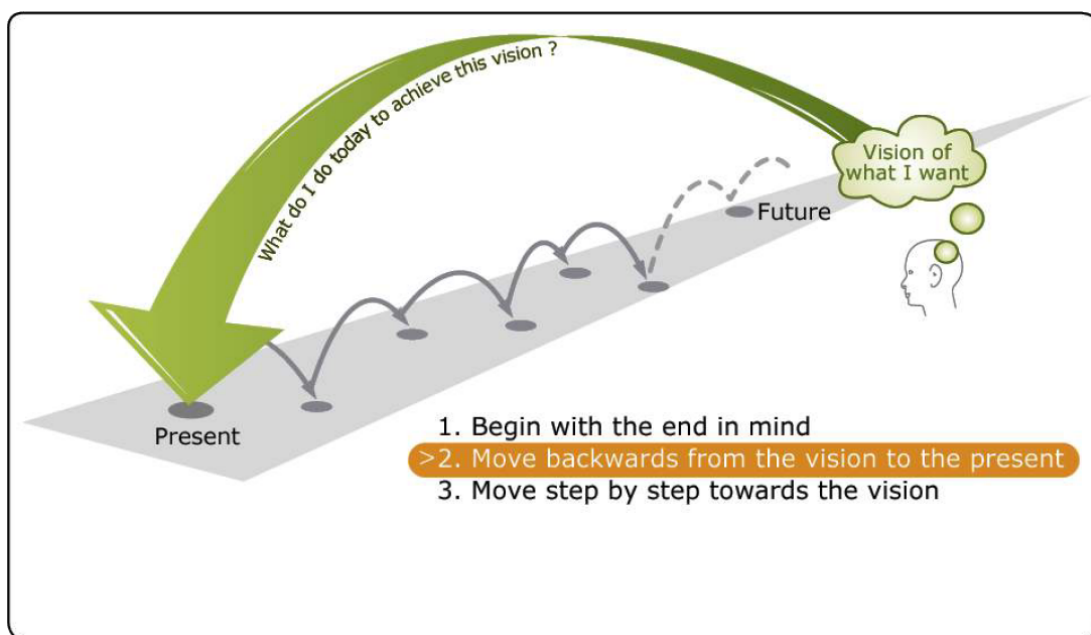 What do I do today to achieve this vision ?
Vision of
what I want
Future
Present
1. Begin with the end in mind
>2. Move backwards from the vision to the present
3. Move step by step towards the vision